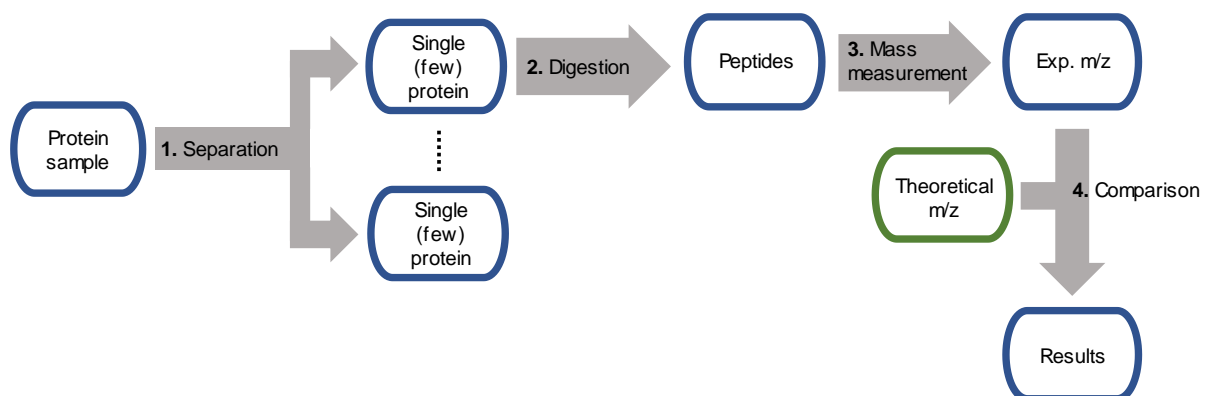 Protein
sample
1. Separation
Single
(few)
protein
Single
(few)
protein
2. Digestion
Peptides
3. Mass
measurement
Exp. m/z
Theoretical
m/z
4. Comparison
Results